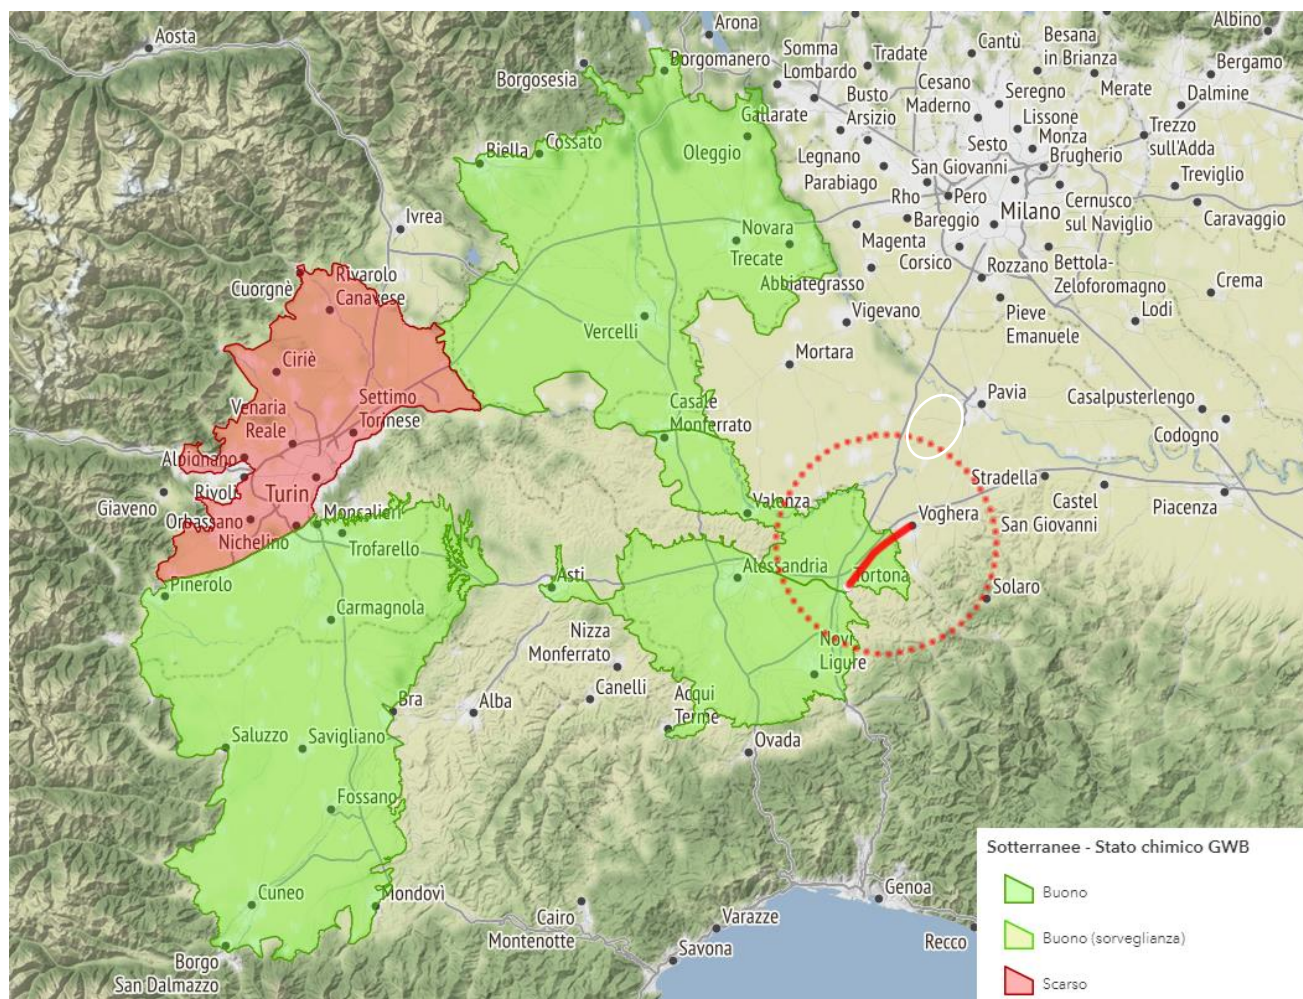 Aosta
Arona
Albino
Borgosesia
Borgomanero
Somma
Lombardo
Tradate
Cantù
Besana
in Brianza
Bergamo
Cesano
Maderno
Seregno
Merate
Dalmine
Busto
Arsizio
Gallarate
Lissone
Monza
Trezzo
sull'Adda
Biella
Cossato
Oleggio
Legnano
Parabiago
Sesto
San Giovanni
Brugherio
Treviglio
Rho
Pero
Bareggio
Milano
Cernusco
sul Naviglio
Caravaggio
Ivrea
Novara
Trecate
Magenta
Corsico
Rozzano
Bettola-
Zeloforomagno
Abbiategrasso
Crema
Cuorgnè
Rivarolo
Canavese
Vercelli
Vigevano
Pieve
Emanuele
Lodi
Ciriè
Mortara
Venaria
Reale
Settimo
Torinese
Casale
Monferrato
Pavia
Casalpusterlengo
Codogno
Alpignano
Rivoli
Giaveno
Turin
Stradella
Castel
San Giovanni
Piacenza
Orbassano
Moncalieri
Nichelino
Trofarello
Valenza
Voghera
Pinerolo
Asti
Alessandria
Tortona
Solaro
Carmagnola
Nizza
Monferrato
Novi
Ligure
Bra
Alba
Canelli
Acqui
Terme
Saluzzo
Savigliano
Ovada
Fossano
Cuneo
Mondovì
Cairo
Montenotte
Varazze
Genoa
Borgo
San Dalmazzo
Savona
Recco
Sotterranee - Stato chimico GWB
Buono
Buono (sorveglianza)
Scarso